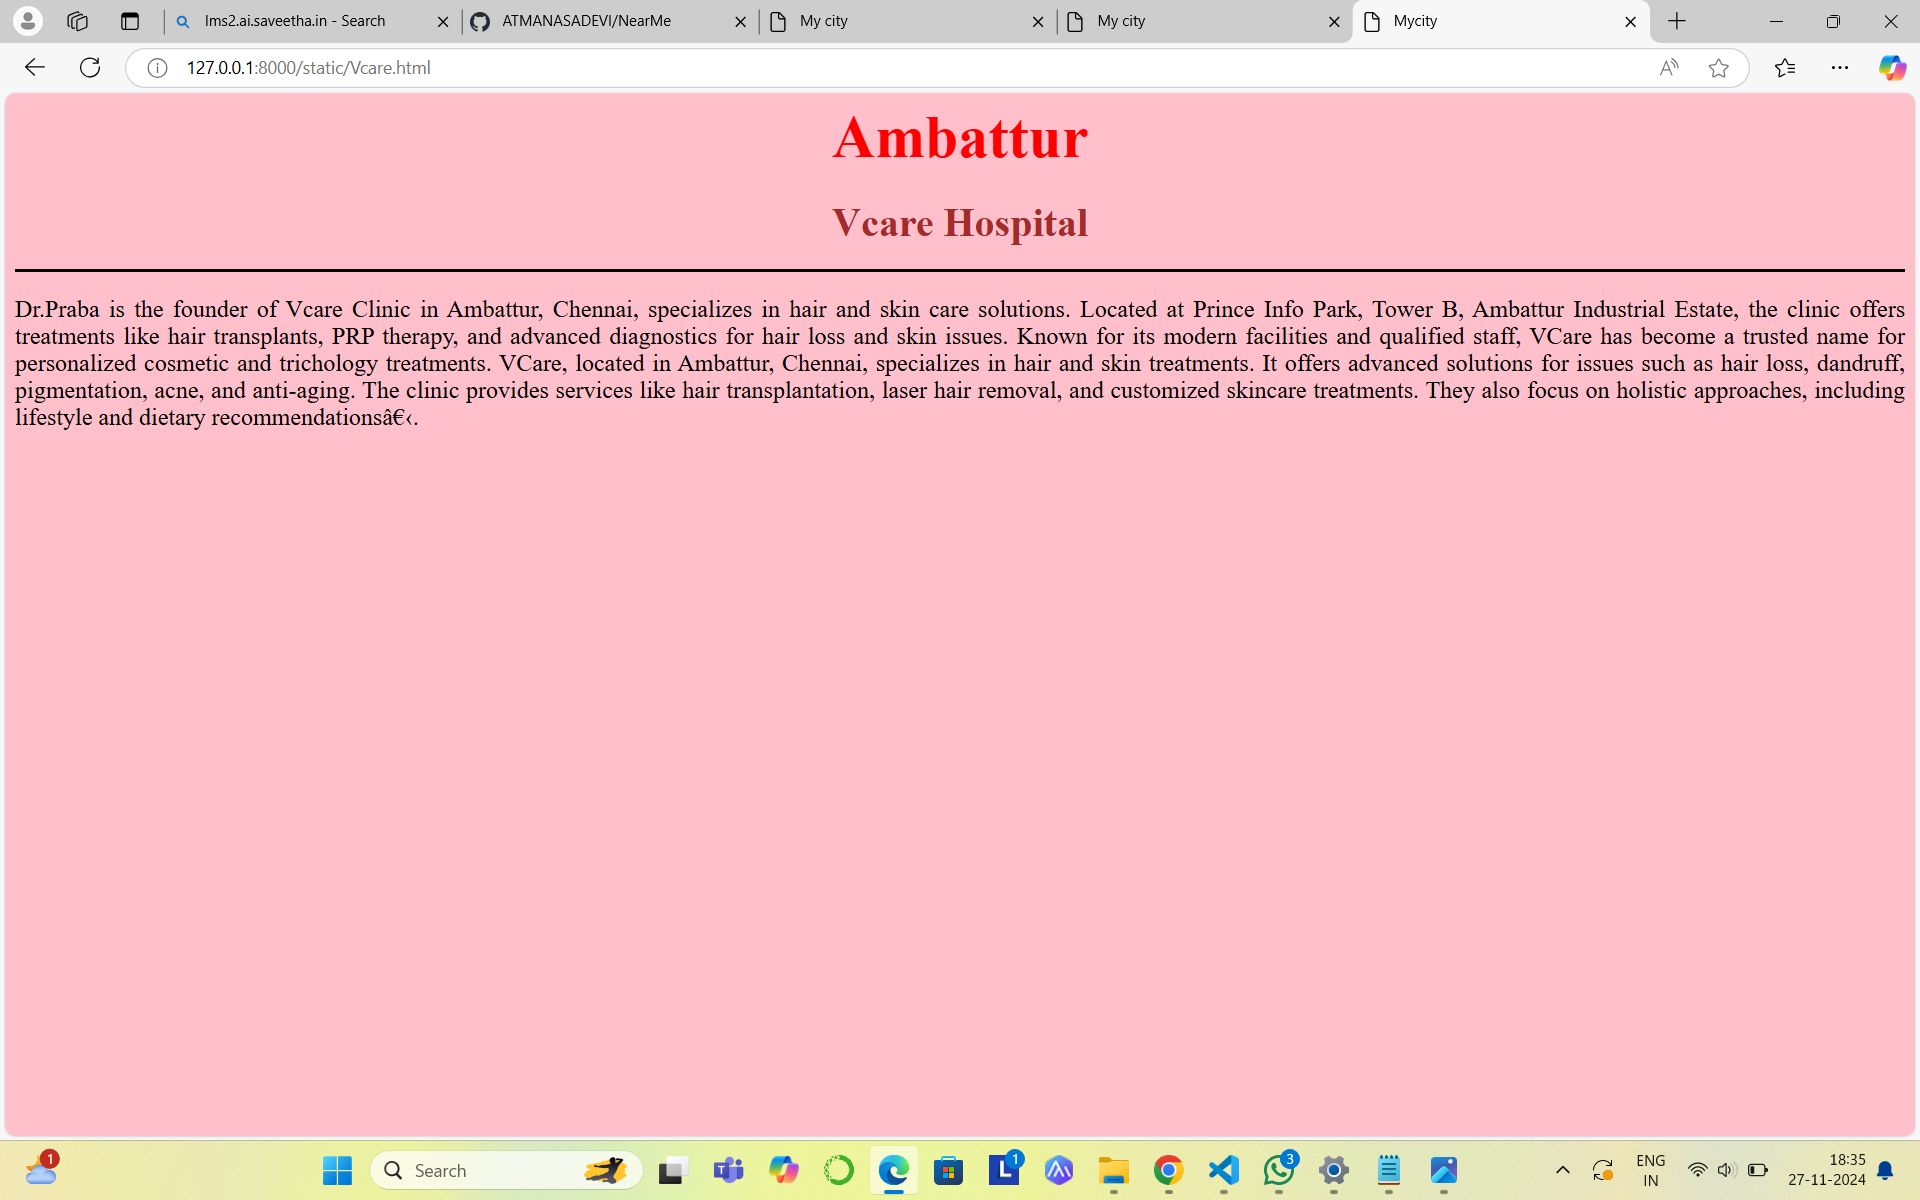 lms2.ai.saveetha.in - Search
ATMANASADEVI/NearMe
My city
My city
Mycity
127.0.0.1:8000/static/Vcare.html
Ambattur
Vcare Hospital
Dr.Praba is the founder of Vcare Clinic in Ambattur, Chennai, specializes in hair and skin care solutions. Located at Prince Info Park, Tower B, Ambattur Industrial Estate, the clinic offers
treatments like hair transplants, PRP therapy, and advanced diagnostics for hair loss and skin issues. Known for its modern facilities and qualified staff, VCare has become a trusted name for
personalized cosmetic and trichology treatments. VCare, located in Ambattur, Chennai, specializes in hair and skin treatments. It offers advanced solutions for issues such as hair loss, dandruff,
pigmentation, acne, and anti-aging. The clinic provides services like hair transplantation, laser hair removal, and customized skincare treatments. They also focus on holistic approaches, including
lifestyle and dietary recommendationsâ€‹.
1
Search
1
3
ENG
IN
18:35
27-11-2024